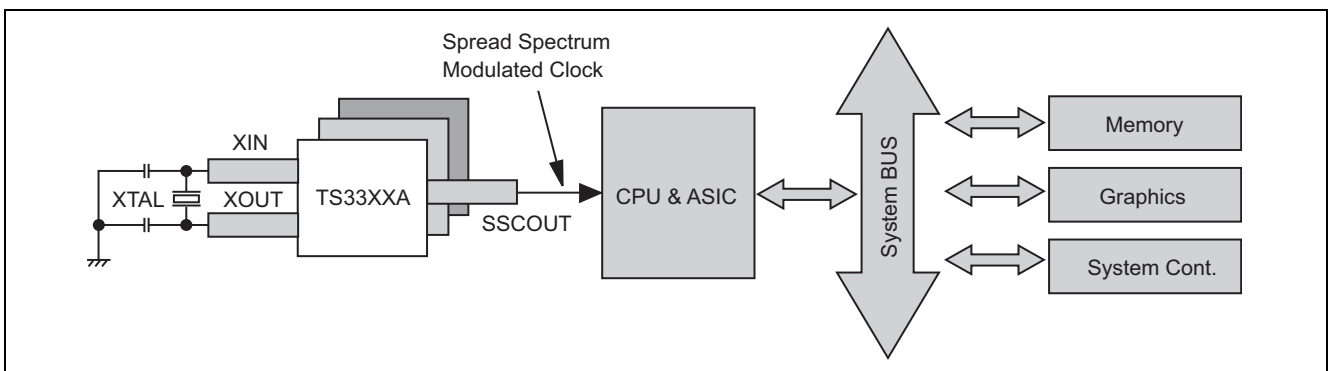 Spread Spectrum
Modulated Clock
XIN
XTAL
XOUT
TS33XXA
SSCOUT
CPU & ASIC
System BUS
Memory
Graphics
System Cont.